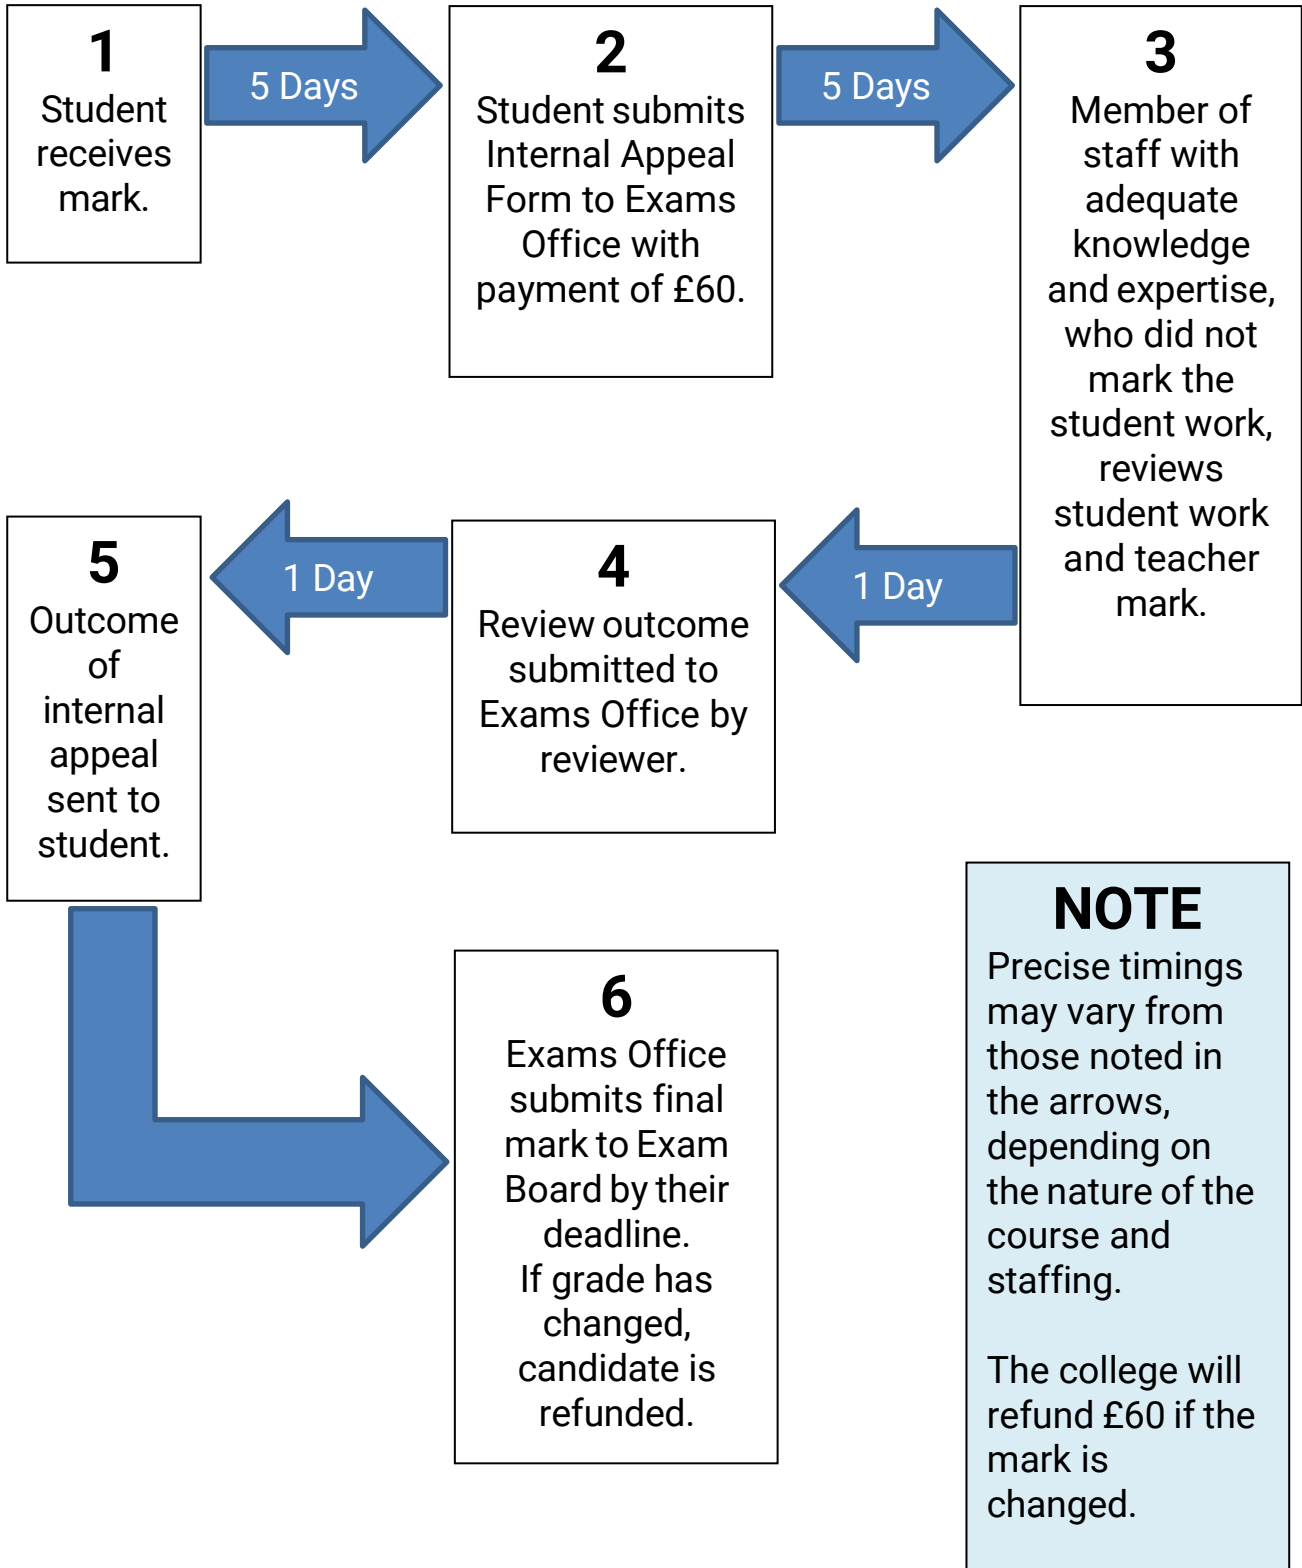 1
Student
receives
mark.
5 Days
2
Student submits
Internal Appeal
Form to Exams
Office with
payment of £60.
5 Days
3
Member of
staff with
adequate
knowledge
and expertise,
who did not
mark the
student work,
reviews
student work
and teacher
mark.
1 Day
4
Review outcome
submitted to
Exams Office by
reviewer.
1 Day
5
Outcome
of
internal
appeal
sent to
student.
6
Exams Office
submits final
mark to Exam
Board by their
deadline.
If grade has
changed,
candidate is
refunded.
NOTE
Precise timings
may vary from
those noted in
the arrows,
depending on
the nature of the
course and
staffing.
The college will
refund £60 if the
mark is
changed.